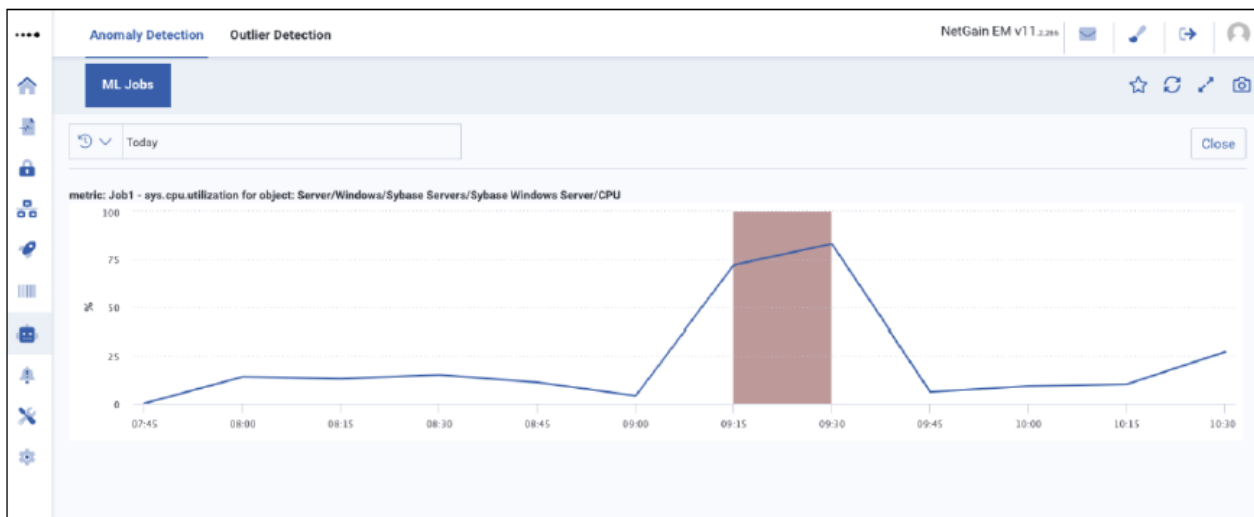 Anomaly Detection Outlier Detection NetGain EM v11.2.266
ML Jobs
Today Close
metric: Job1 - sys.cpu.utilization for object: Server/Windows/Sybase Servers/Sybase Windows Server/CPU
100
75
%
50
25
0
07:45 08:00 08:15 08:30 08:45 09:00 09:15 09:30 09:45 10:00 10:15 10:30